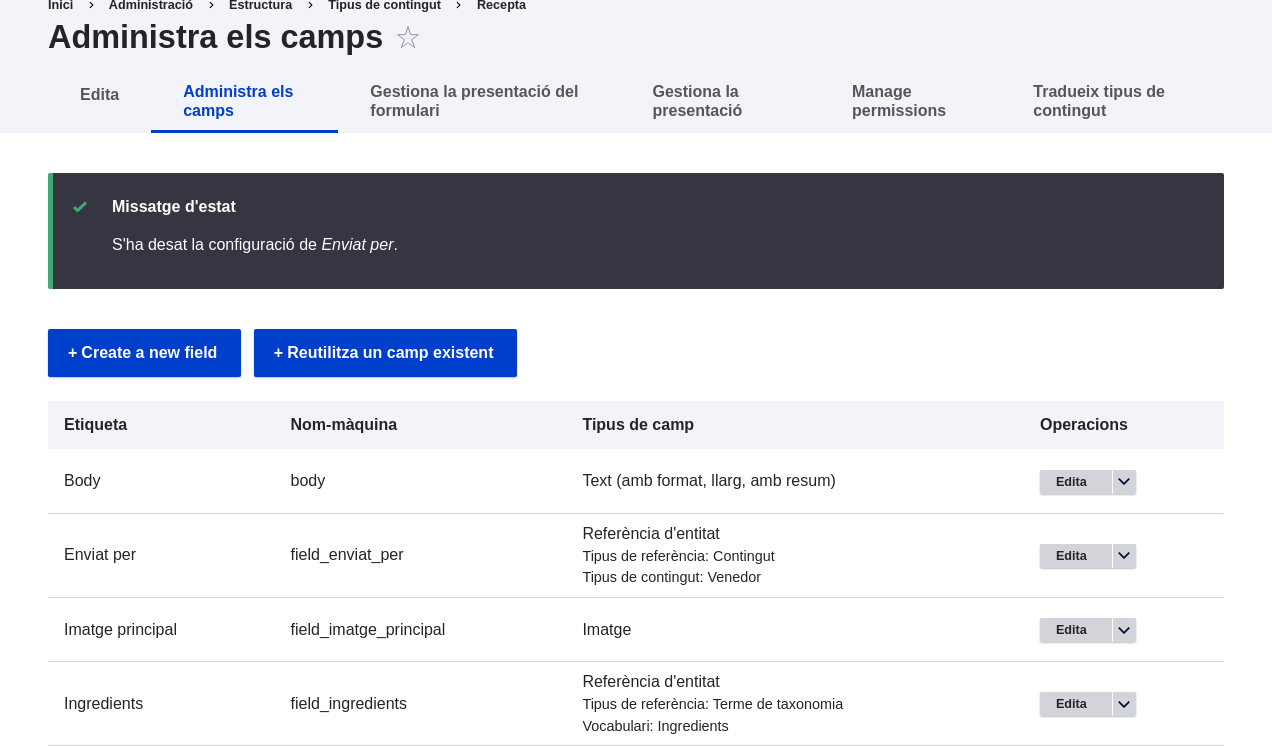 Inici > Administració > Estructura > Tipus de contingut > Recepta
Administra els camps ☆
Edita
Administra els
camps
Gestiona la presentació del
formulari
Gestiona la
presentació
Manage
permissions
Tradueix tipus de
contingut
Missatge d'estat
S'ha desat la configuració de Enviat per.
+ Create a new field + Reutilitza un camp existent
Etiqueta Nom-màquina Tipus de camp Operacions
Body body Text (amb format, llarg, amb resum) Edita
Enviat per field_enviat_per Referència d'entitat
Tipus de referència: Contingut
Tipus de contingut: Venedor
Edita
Imatge principal field_imatge_principal Imatge Edita
Ingredients field_ingredients Referència d'entitat
Tipus de referència: Terme de taxonomia
Vocabulari: Ingredients
Edita